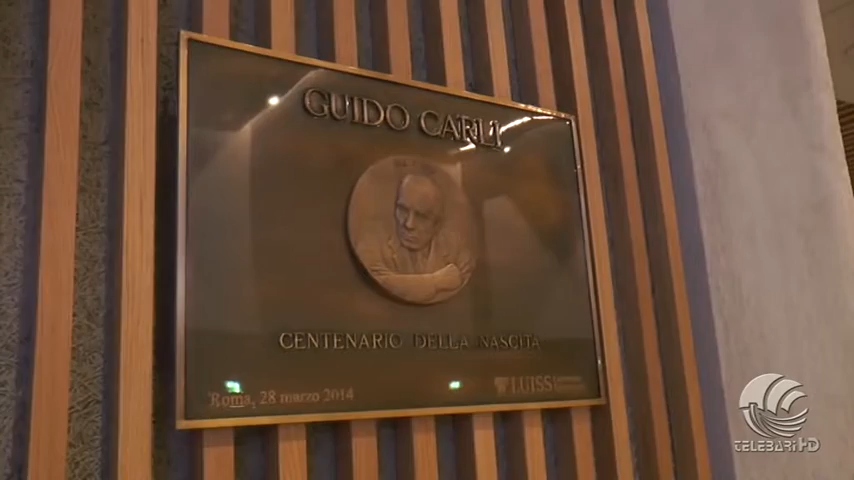 GUIDO CARLI
CENTENARIO DELLA NASCITA
Roma, 28 marzo 2014
LUISS
TELEBARI HD